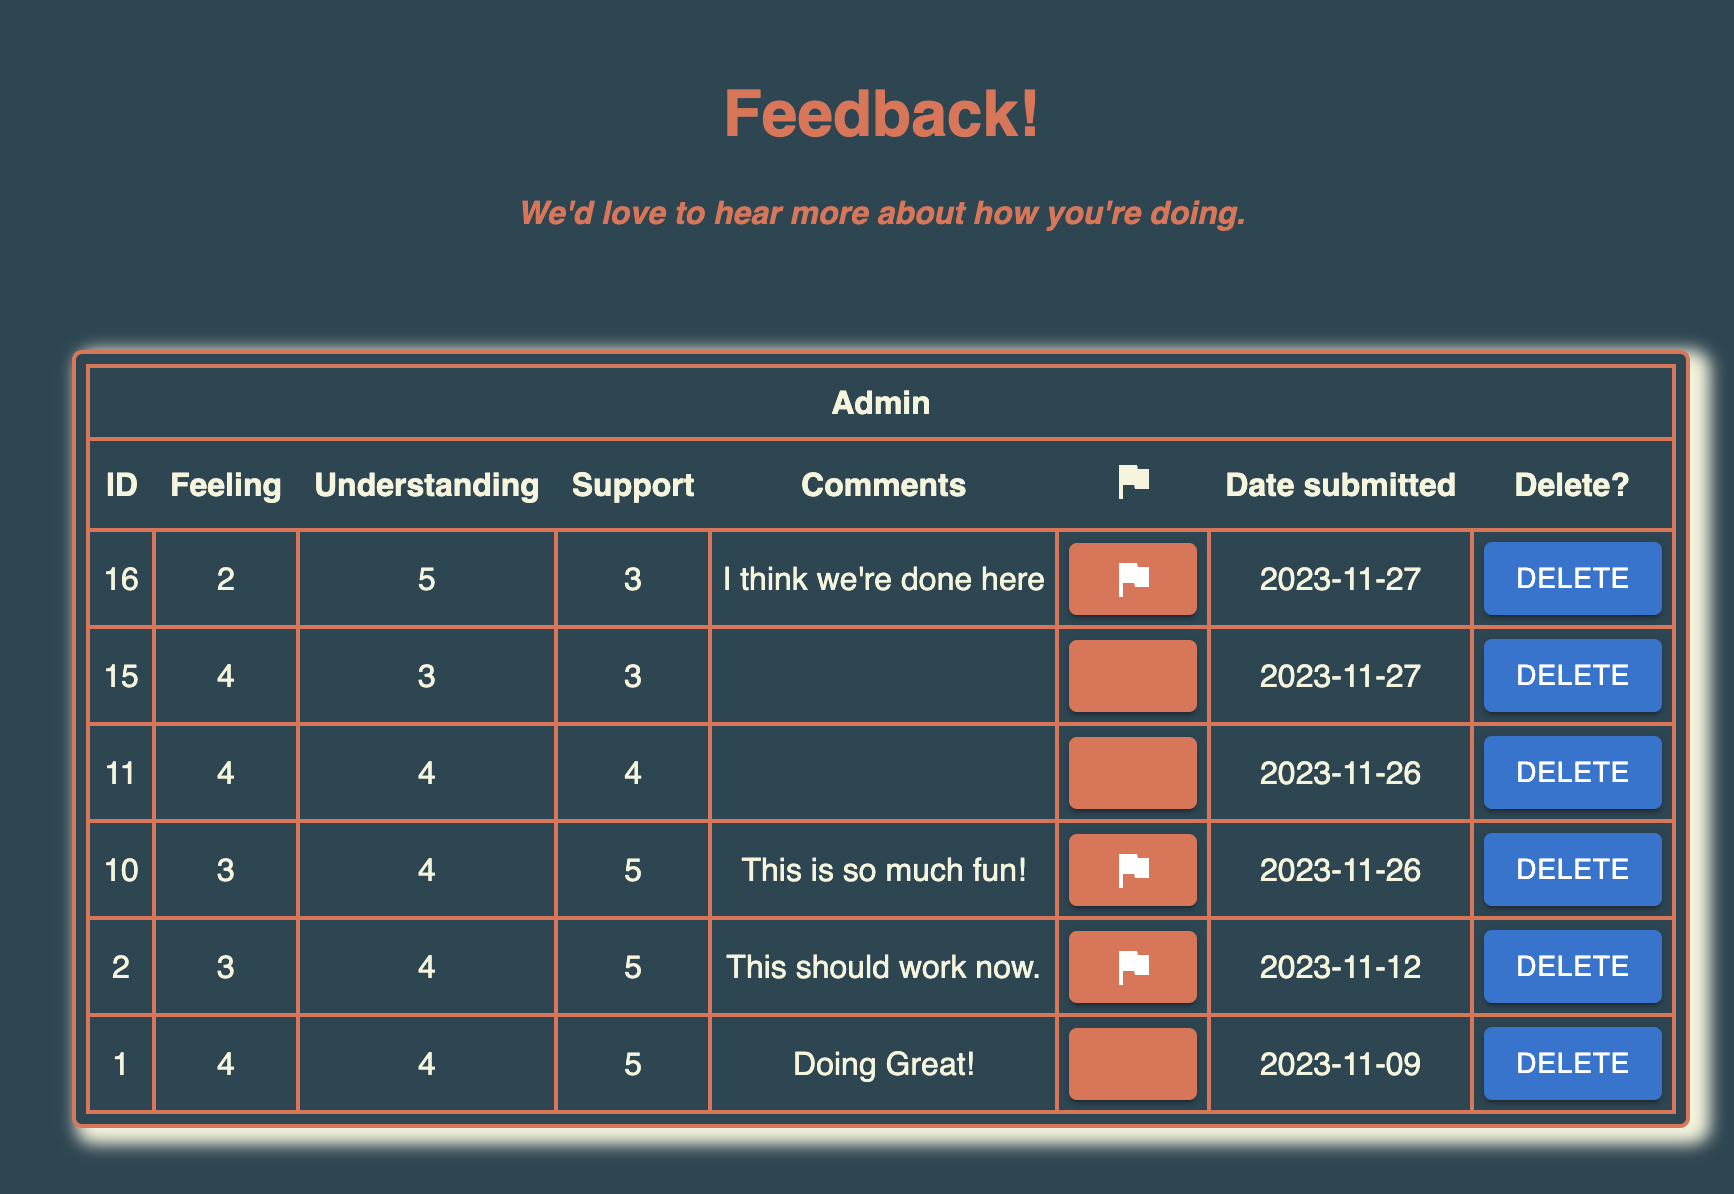 Feedback!
We'd love to hear more about how you're doing.
Admin
ID Feeling Understanding Support Comments Date submitted Delete?
16 2 5 3 I think we're done here 2023-11-27 DELETE
15 4 3 3 2023-11-27 DELETE
11 4 4 4 2023-11-26 DELETE
10 3 4 5 This is so much fun! 2023-11-26 DELETE
2 3 4 5 This should work now. 2023-11-12 DELETE
1 4 4 5 Doing Great! 2023-11-09 DELETE